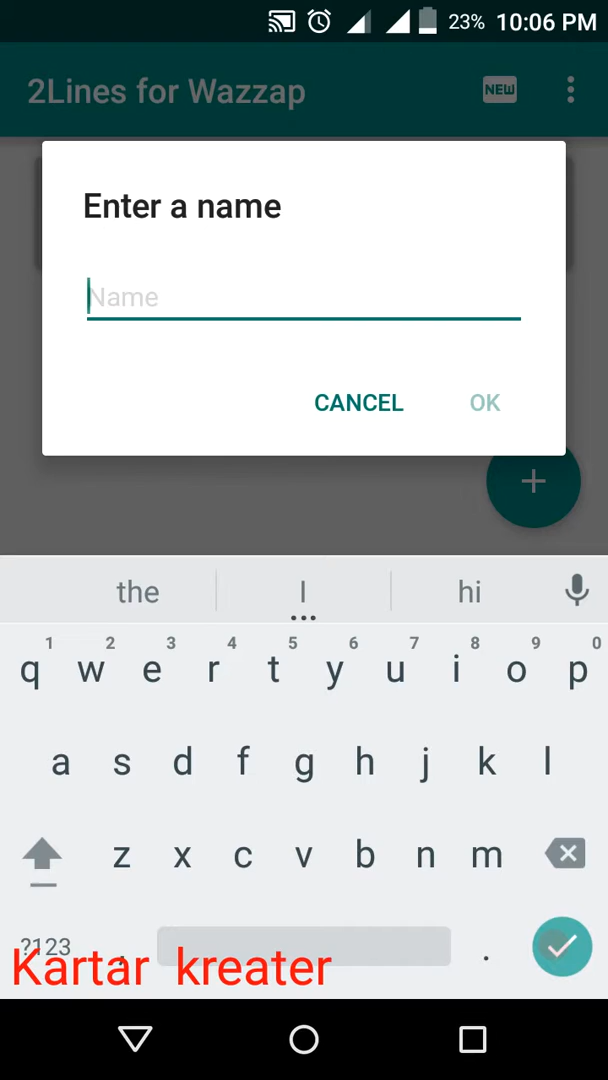 23% 10:06 PM
2Lines for Wazzap NEW
Enter a name
Name
CANCEL OK
+
the I hi
1 2 3 4 5 6 7 8 9 0
q w e r t y u i o p
a s d f g h j k l
z x c v b n m
?123 , .
Kartar kreater